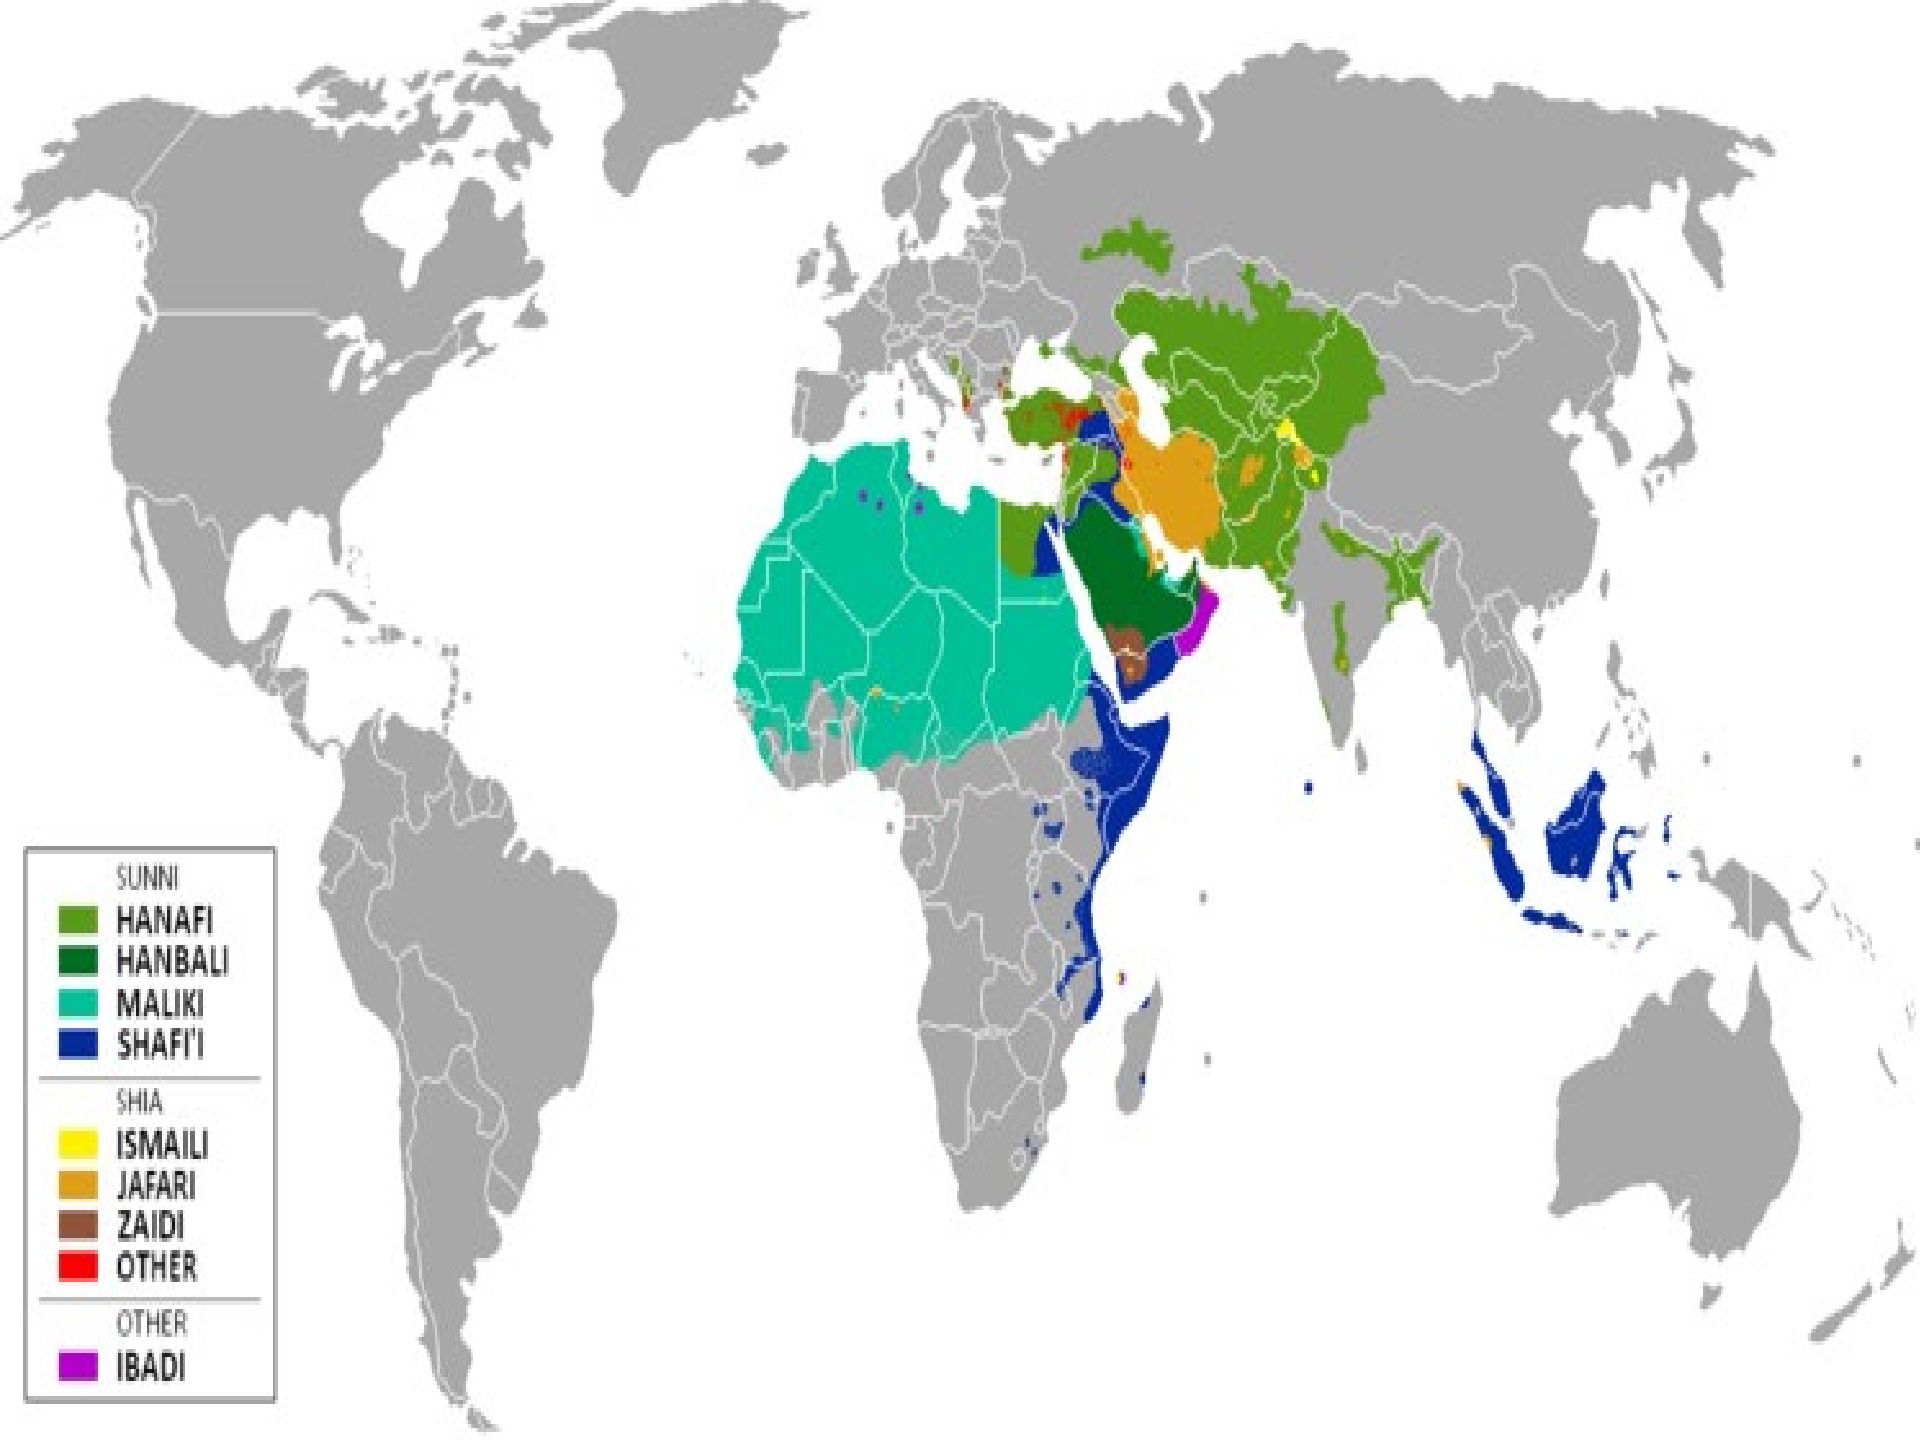 SUNNI
HANAFI
HANBALI
MALIKI
SHAFI'I
SHIA
ISMAILI
JAFARI
ZAIDI
OTHER
OTHER
IBADI